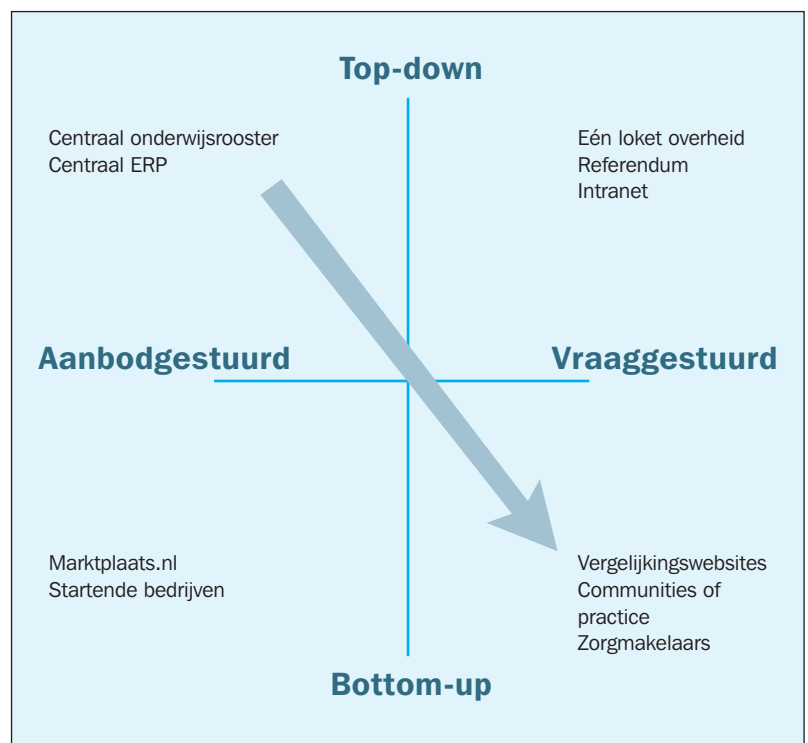 Top-down
Centraal onderwijsrooster
Centraal ERP
Eén loket overheid
Referendum
Intranet
Aanbodgestuurd
Vraaggestuurd
Marktplaats.nl
Startende bedrijven
Vergelijkingswebsites
Communities of
practice
Zorgmakelaars
Bottom-up